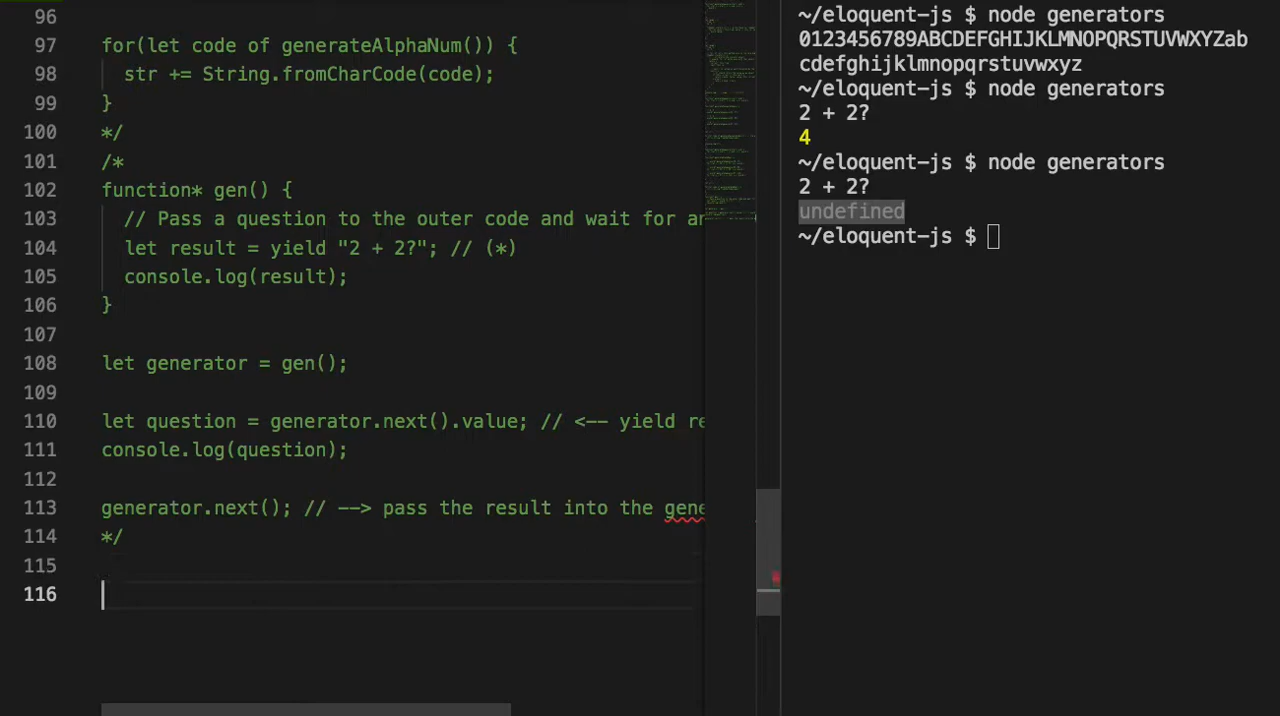 96
97 for(let code of generateAlphaNum()) {
98 str += String.fromCharCode(code);
99 }
100 */
101 /*
102 function* gen() {
103 // Pass a question to the outer code and wait for an
104 let result = yield "2 + 2?"; // (*)
105 console.log(result);
106 }
107
108 let generator = gen();
109
110 let question = generator.next().value; // <-- yield re
111 console.log(question);
112
113 generator.next(); // --> pass the result into the gene
114 */
115
116
~/eloquent-js $ node generators
0123456789ABCDEFGHIJKLMNOPQRSTUVWXYZab
cdefghijklmnopqrstuvwxyz
~/eloquent-js $ node generators
2 + 2?
4
~/eloquent-js $ node generators
2 + 2?
undefined
~/eloquent-js $